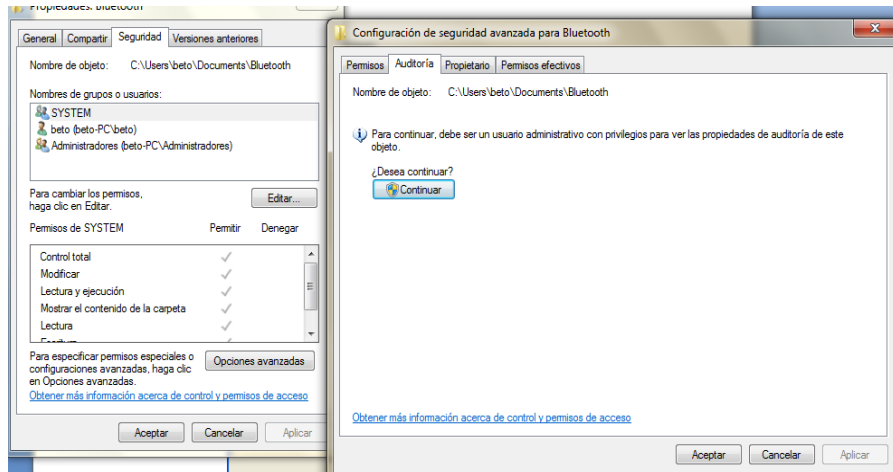 Propiedades: Bluetooth
General Compartir Seguridad Versiones anteriores
Nombre de objeto: C:\Users\beto\Documents\Bluetooth
Nombres de grupos o usuarios:
SYSTEM
beto (beto-PC\beto)
Administradores (beto-PC\Administradores)
Para cambiar los permisos,
haga clic en Editar.
Editar...
Permisos de SYSTEM Permitir Denegar
Control total
Modificar
Lectura y ejecución
Mostrar el contenido de la carpeta
Lectura
Escritura
Para especificar permisos especiales o
configuraciones avanzadas, haga clic
en Opciones avanzadas.
Opciones avanzadas
Obtener más información acerca de control y permisos de acceso
Aceptar Cancelar Aplicar
Configuración de seguridad avanzada para Bluetooth
Permisos Auditoría Propietario Permisos efectivos
Nombre de objeto: C:\Users\beto\Documents\Bluetooth
Para continuar, debe ser un usuario administrativo con privilegios para ver las propiedades de auditoría de este
objeto.
¿Desea continuar?
Continuar
Obtener más información acerca de control y permisos de acceso
Aceptar Cancelar Aplicar